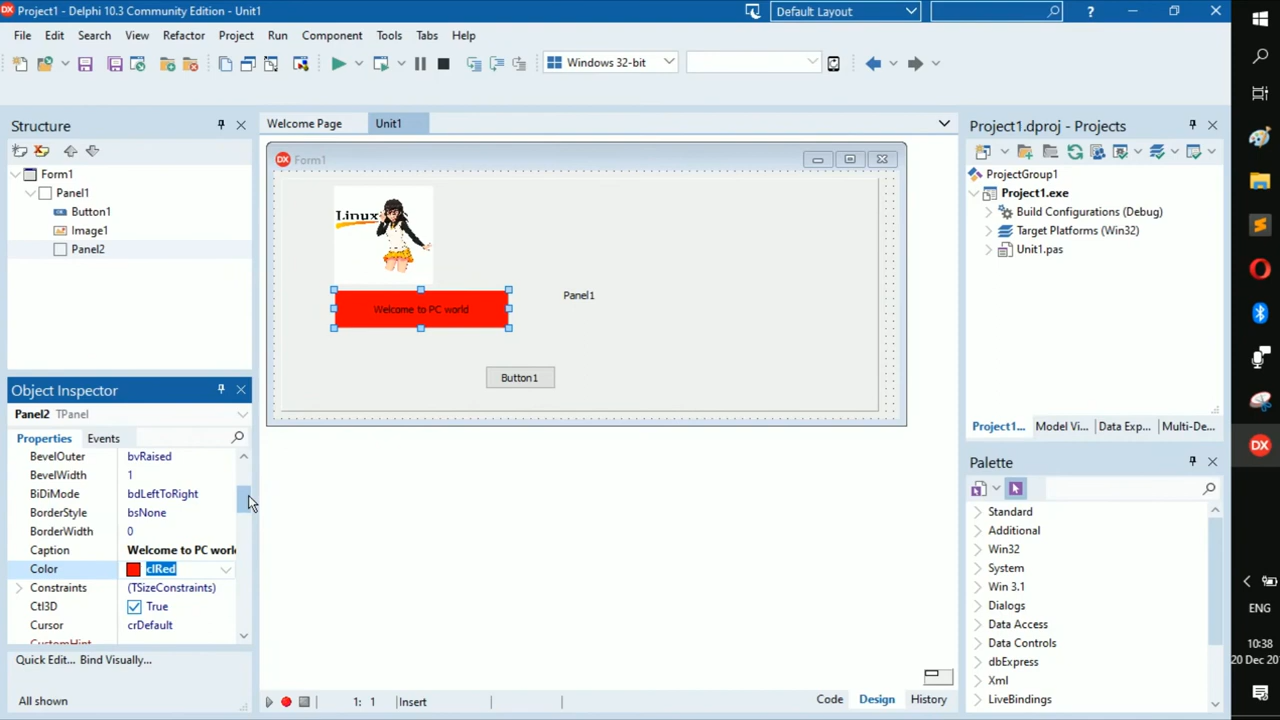 Project1 - Delphi 10.3 Community Edition - Unit1
Default Layout
?
File Edit Search View Refactor Project Run Component Tools Tabs Help
Windows 32-bit
Structure
Form1
Panel1
Button1
Image1
Panel2
Object Inspector
Panel2 TPanel
Properties Events
BevelOuter bvRaised
BevelWidth 1
BiDiMode bdLeftToRight
BorderStyle bsNone
BorderWidth 0
Caption Welcome to PC worl
Color clRed
Constraints (TSizeConstraints)
Ctl3D True
Cursor crDefault
CustomHint
Quick Edit... Bind Visually...
All shown
Welcome Page Unit1
Form1
Linux
Welcome to PC world
Panel1
Button1
1: 1 Insert
Code Design History
Project1.dproj - Projects
ProjectGroup1
Project1.exe
Build Configurations (Debug)
Target Platforms (Win32)
Unit1.pas
Project1... Model Vi... Data Exp... Multi-De...
Palette
Standard
Additional
Win32
System
Win 3.1
Dialogs
Data Access
Data Controls
dbExpress
Xml
LiveBindings
DX
ENG
10:38
20 Dec 20